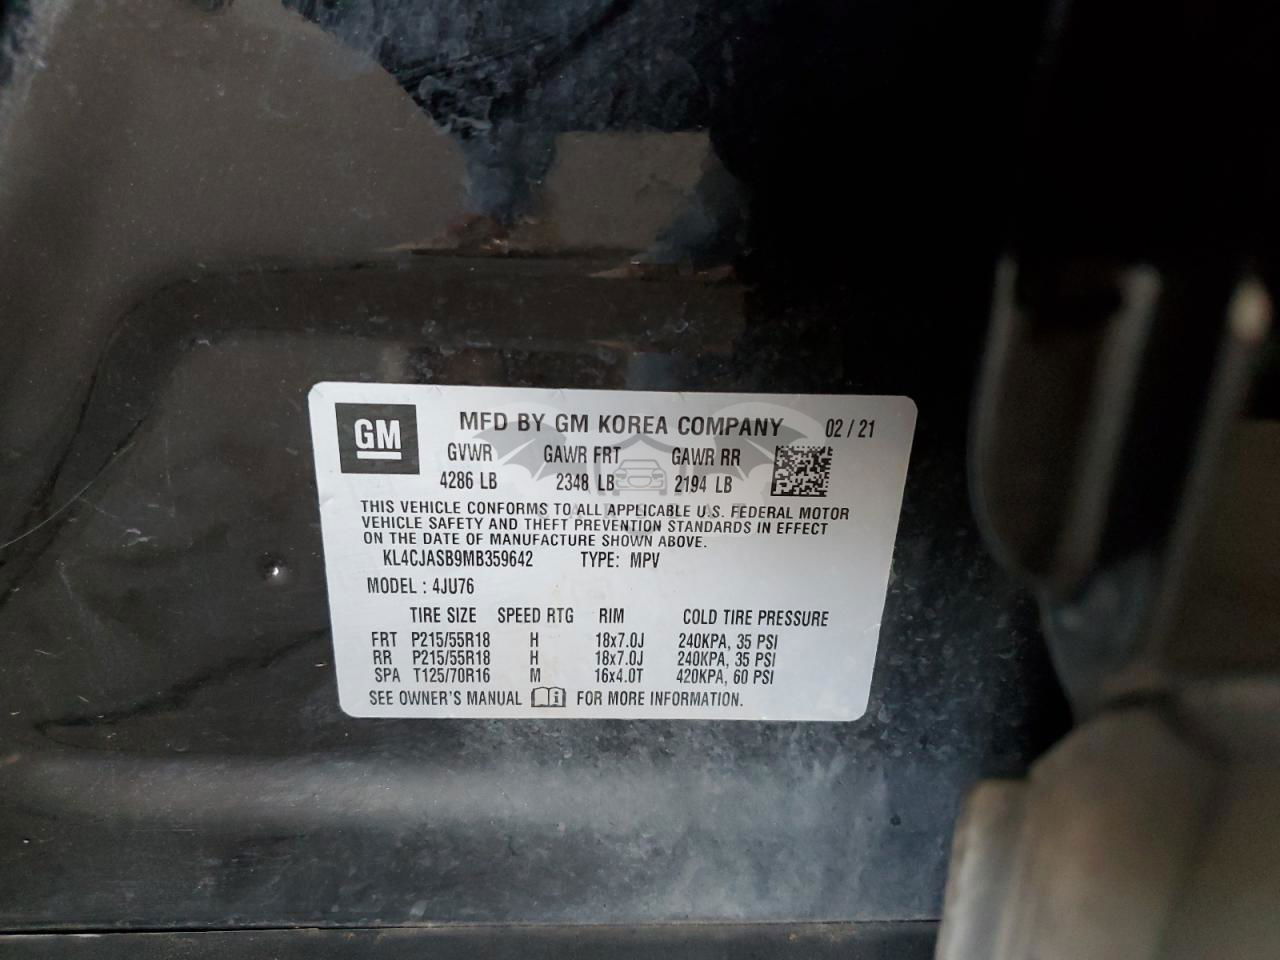 GM MFD BY GM KOREA COMPANY 02 / 21
GVWR GAWR FRT GAWR RR
4286 LB 2348 LB 2194 LB
THIS VEHICLE CONFORMS TO ALL APPLICABLE U.S. FEDERAL MOTOR
VEHICLE SAFETY AND THEFT PREVENTION STANDARDS IN EFFECT
ON THE DATE OF MANUFACTURE SHOWN ABOVE.
KL4CJASB9MB359642 TYPE: MPV
MODEL : 4JU76
TIRE SIZE SPEED RTG RIM COLD TIRE PRESSURE
FRT P215/55R18 H 18x7.0J 240KPA, 35 PSI
RR P215/55R18 H 18x7.0J 240KPA, 35 PSI
SPA T125/70R16 M 16x4.0T 420KPA, 60 PSI
SEE OWNER'S MANUAL i FOR MORE INFORMATION.